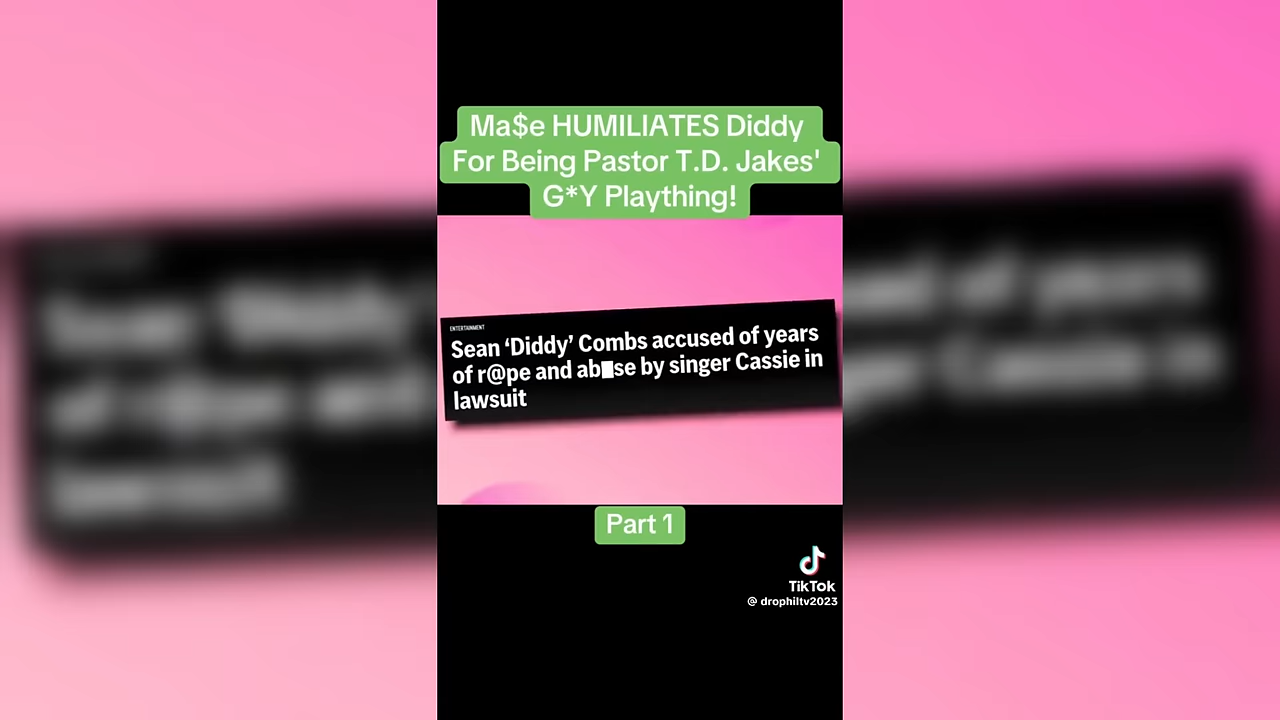 Ma$e HUMILIATES Diddy
For Being Pastor T.D. Jakes'
G*Y Plaything!
ENTERTAINMENT
Sean ‘Diddy’ Combs accused of years
of r@pe and ab█se by singer Cassie in
lawsuit
Part 1
TikTok
@ drophiltv2023